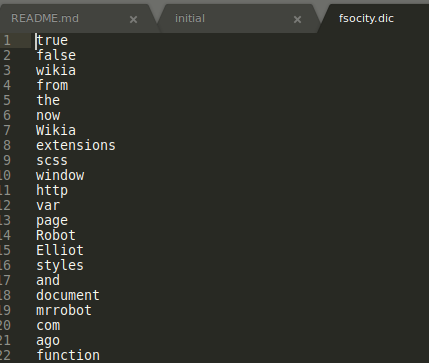 README.md × initial × fsocity.dic
1 true
2 false
3 wikia
4 from
5 the
6 now
7 Wikia
8 extensions
9 scss
10 window
11 http
12 var
13 page
14 Robot
15 Elliot
16 styles
17 and
18 document
19 mrrobot
20 com
21 ago
22 function